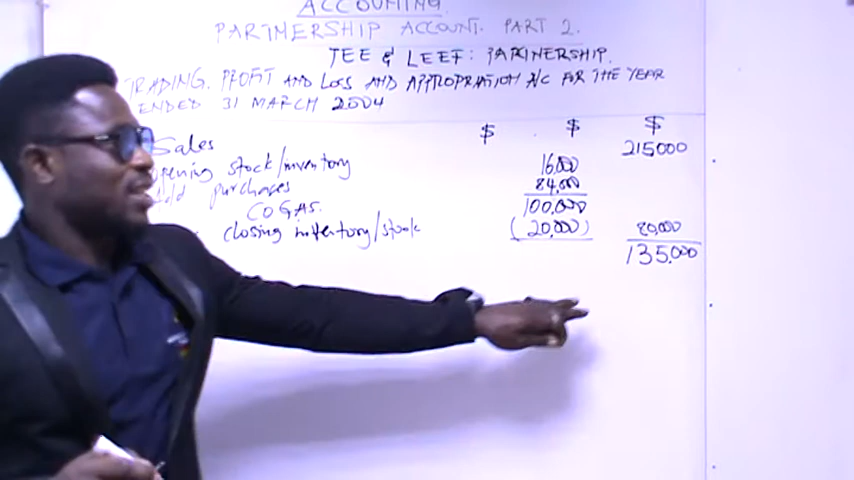 ACCOUNTING.
PARTNERSHIP ACCOUNT. PART 2.
TEE & LEEF: PARTNERSHIP.
TRADING. PROFIT AND LOSS AND APPROPRIATION A/C FOR THE YEAR
ENDED 31 MARCH 2004
$ $ $
Sales 215000
opening stock/inventory 16,000
Add purchases 84,000
COGAS. 100,000
closing inventory/stock (20,000) 80,000
135,000